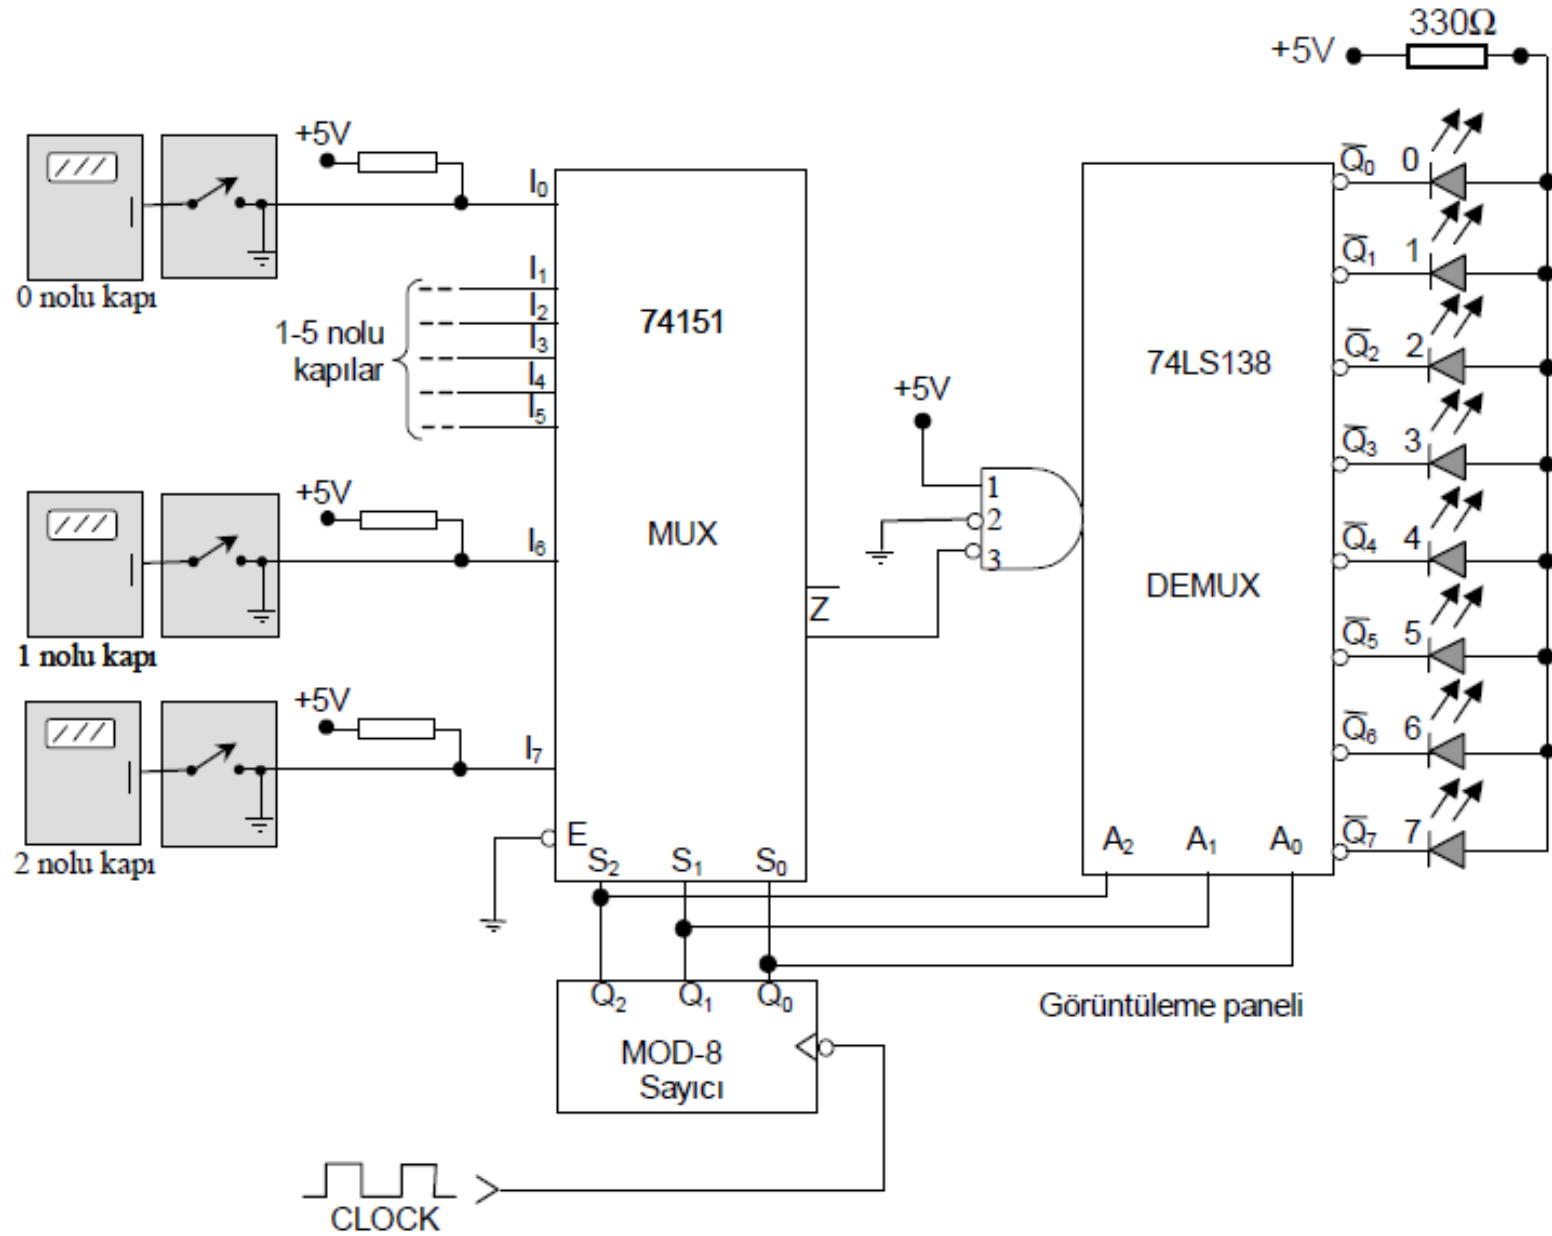 330Ω
+5V
+5V
I0
0 nolu kapı
I1
I2
I3
I4
I5
1-5 nolu
kapılar
74151
MUX
+5V
I6
1 nolu kapı
+5V
I7
2 nolu kapı
E
S2 S1 S0
Z̅
+5V
1
2
3
74LS138
DEMUX
A2 A1 A0
Q̅0 0
Q̅1 1
Q̅2 2
Q̅3 3
Q̅4 4
Q̅5 5
Q̅6 6
Q̅7 7
Q2 Q1 Q0
MOD-8
Sayıcı
Görüntüleme paneli
CLOCK